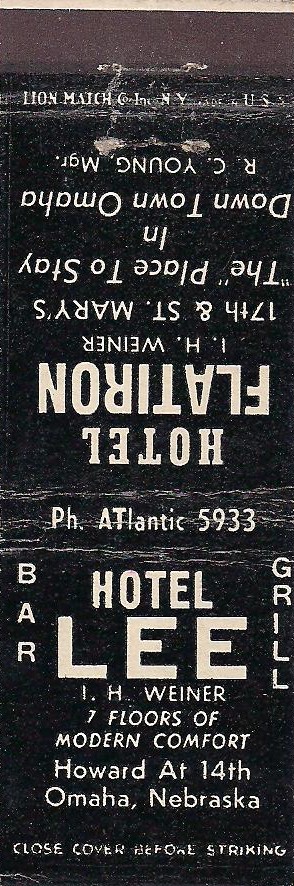 LION MATCH Co Inc N Y MADE IN U S A
HOTEL
FLATIRON
I. H. WEINER
17th & ST. MARY'S
"The" Place To Stay
In
Down Town Omaha
R. C. YOUNG, Mgr.
Ph. ATlantic 5933
BAR
GRILL
HOTEL
LEE
I. H. WEINER
7 FLOORS OF
MODERN COMFORT
Howard At 14th
Omaha, Nebraska
CLOSE COVER BEFORE STRIKING